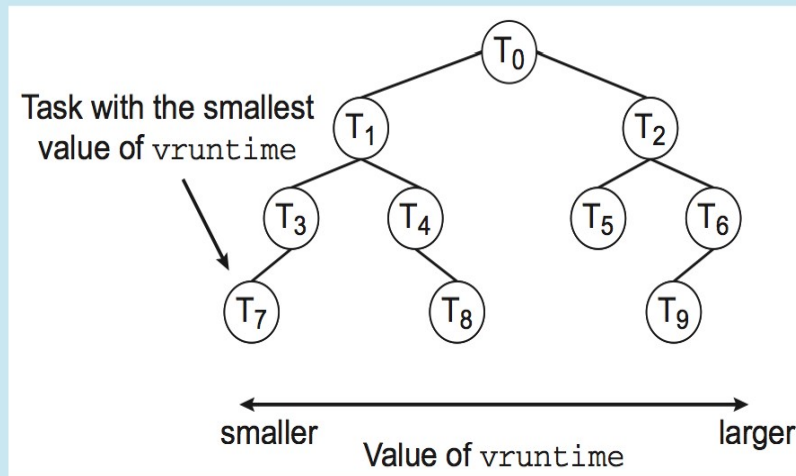 T0
Task with the smallest
value of vruntime
T1
T2
T3
T4
T5
T6
T7
T8
T9
smaller
larger
Value of vruntime